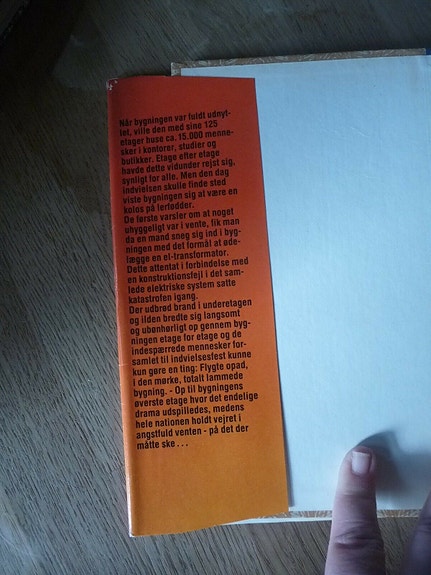 Når bygningen var fuldt udnyt-
tet, ville den med sine 125
etager huse ca. 15.000 menne-
sker i kontorer, studier og
butikker. Etage efter etage
havde dette vidunder rejst sig,
synligt for alle. Men den dag
indvielsen skulle finde sted
viste bygningen sig at være en
kolos på lerfødder.
De første varsler om at noget
uhyggeligt var i vente, fik man
da en mand sneg sig ind i byg-
ningen med det formål at øde-
lægge en el-transformator.
Dette attentat i forbindelse med
en konstruktionsfejl i det sam-
lede elektriske system satte
katastrofen igang.
Der udbrød brand i underetagen
og ilden bredte sig langsomt
og ubønhørligt op gennem byg-
ningen etage for etage og de
indespærrede mennesker for-
samlet til indvielsesfest kunne
kun gøre en ting: Flygte opad,
i den mørke, totalt lammede
bygning. - Op til bygningens
øverste etage hvor det endelige
drama udspilledes, medens
hele nationen holdt vejret i
angstfuld venten - på det der
måtte ske . . .